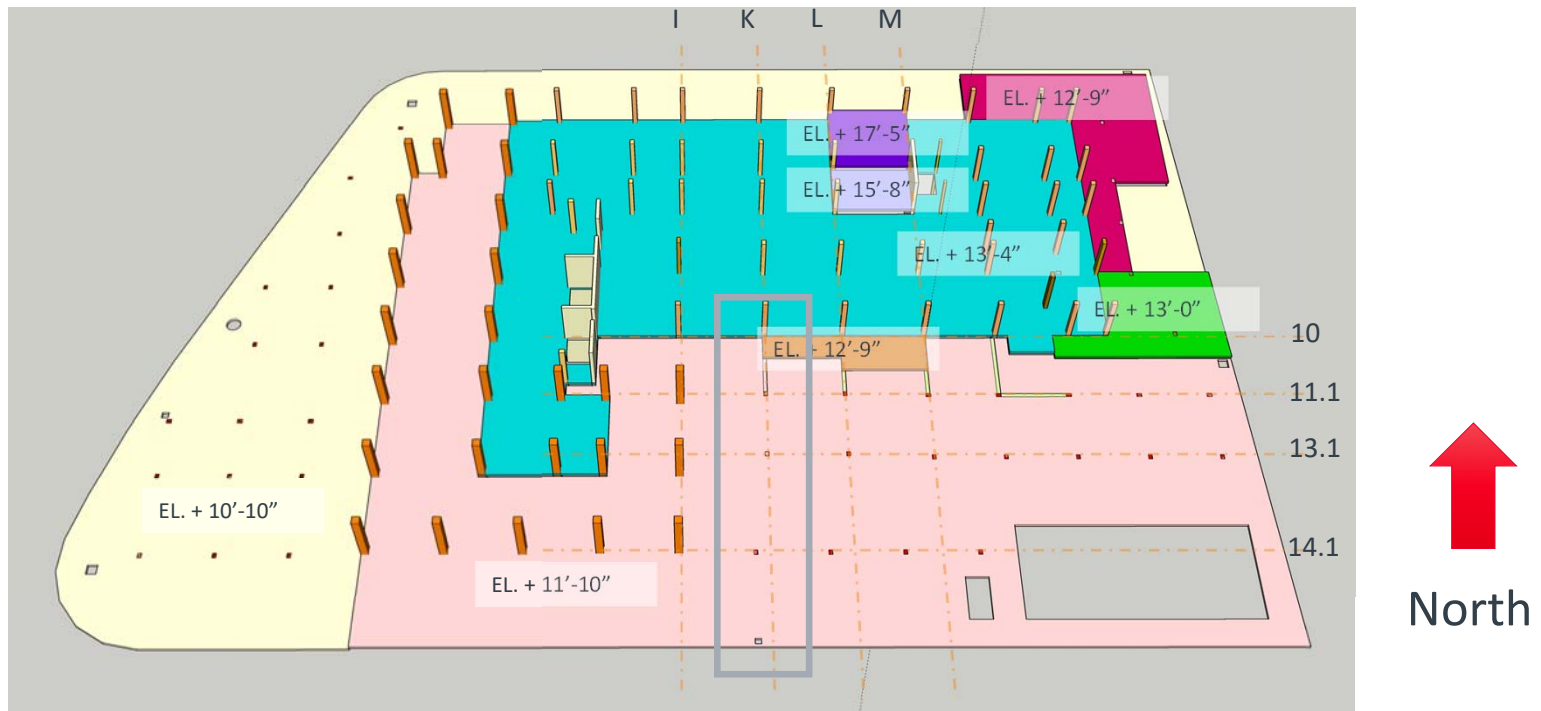 I K L M
EL. + 12’-9”
EL. + 17’-5”
EL. + 15’-8”
EL. + 13’-4”
EL. + 13’-0”
10
EL. + 12’-9”
11.1
13.1
EL. + 10’-10”
14.1
EL. + 11’-10”
North